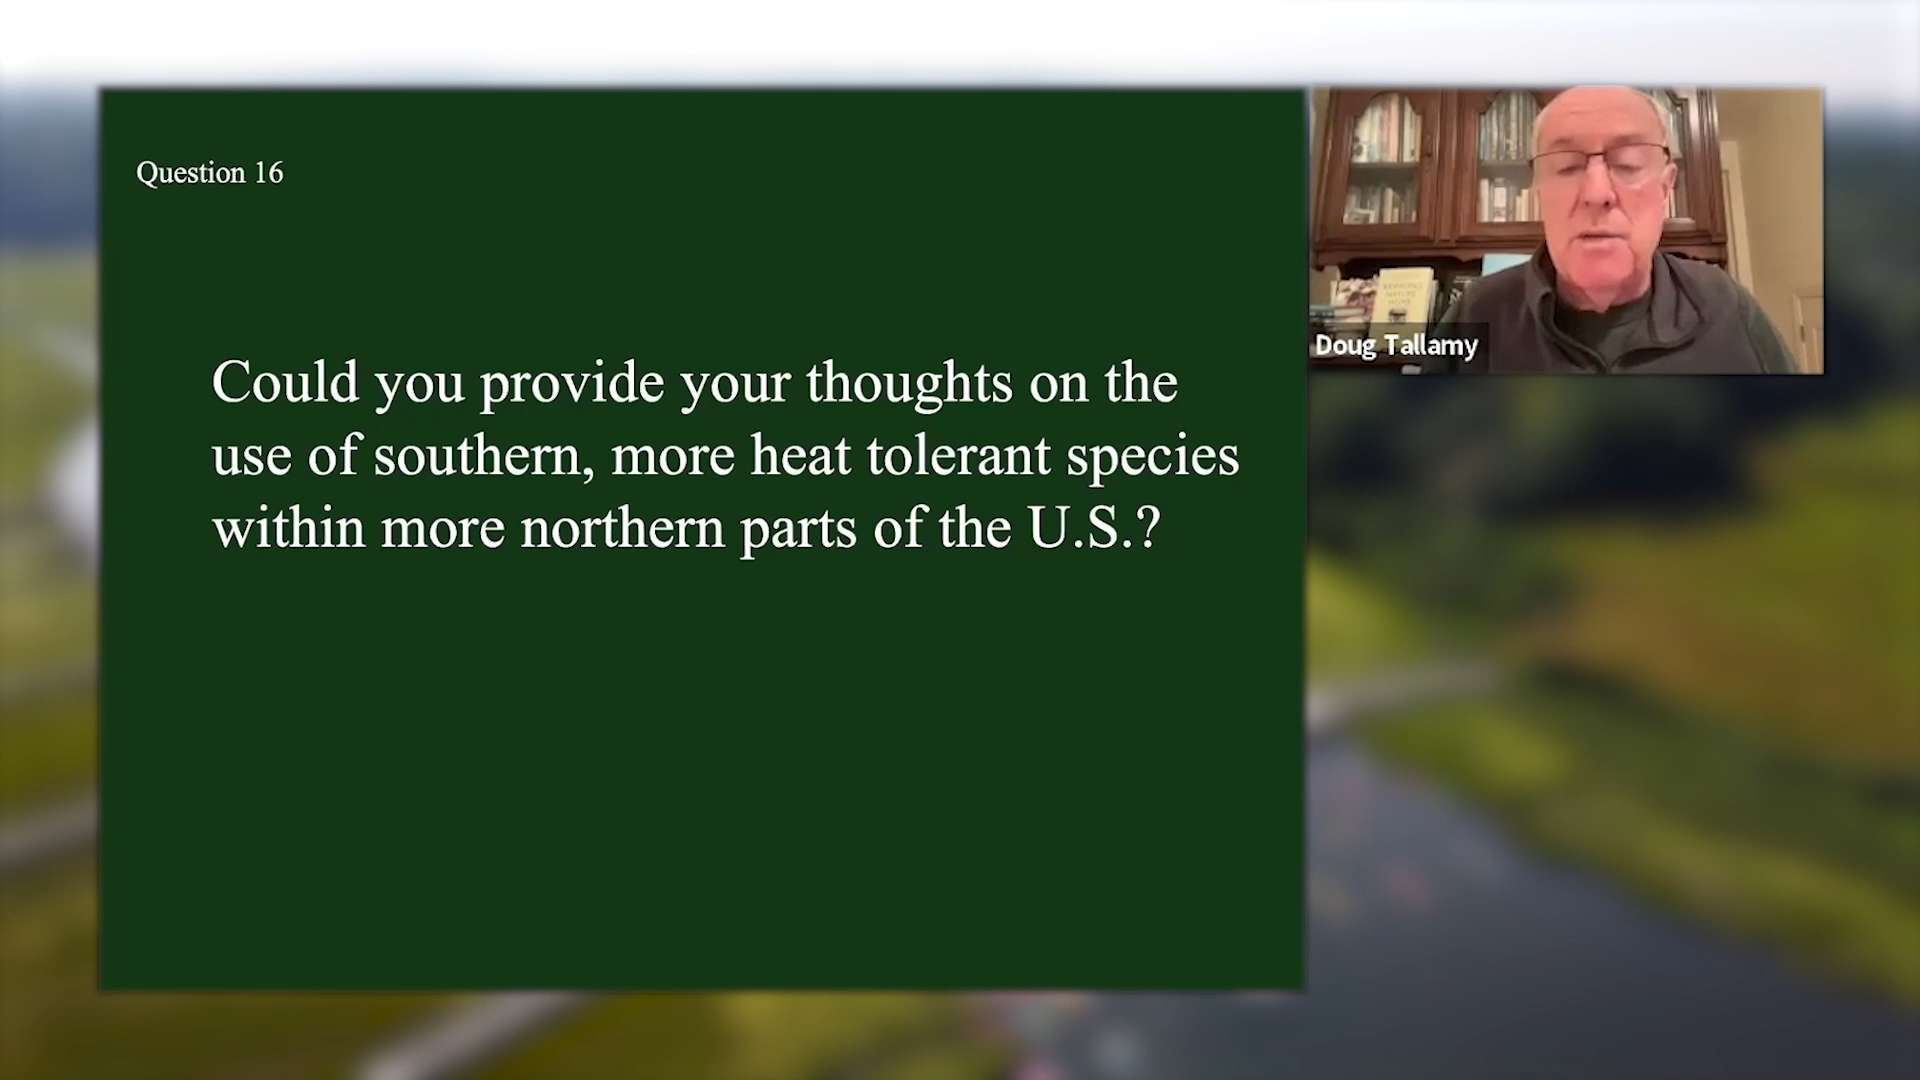 Question 16
Could you provide your thoughts on the
use of southern, more heat tolerant species
within more northern parts of the U.S.?
Doug Tallamy